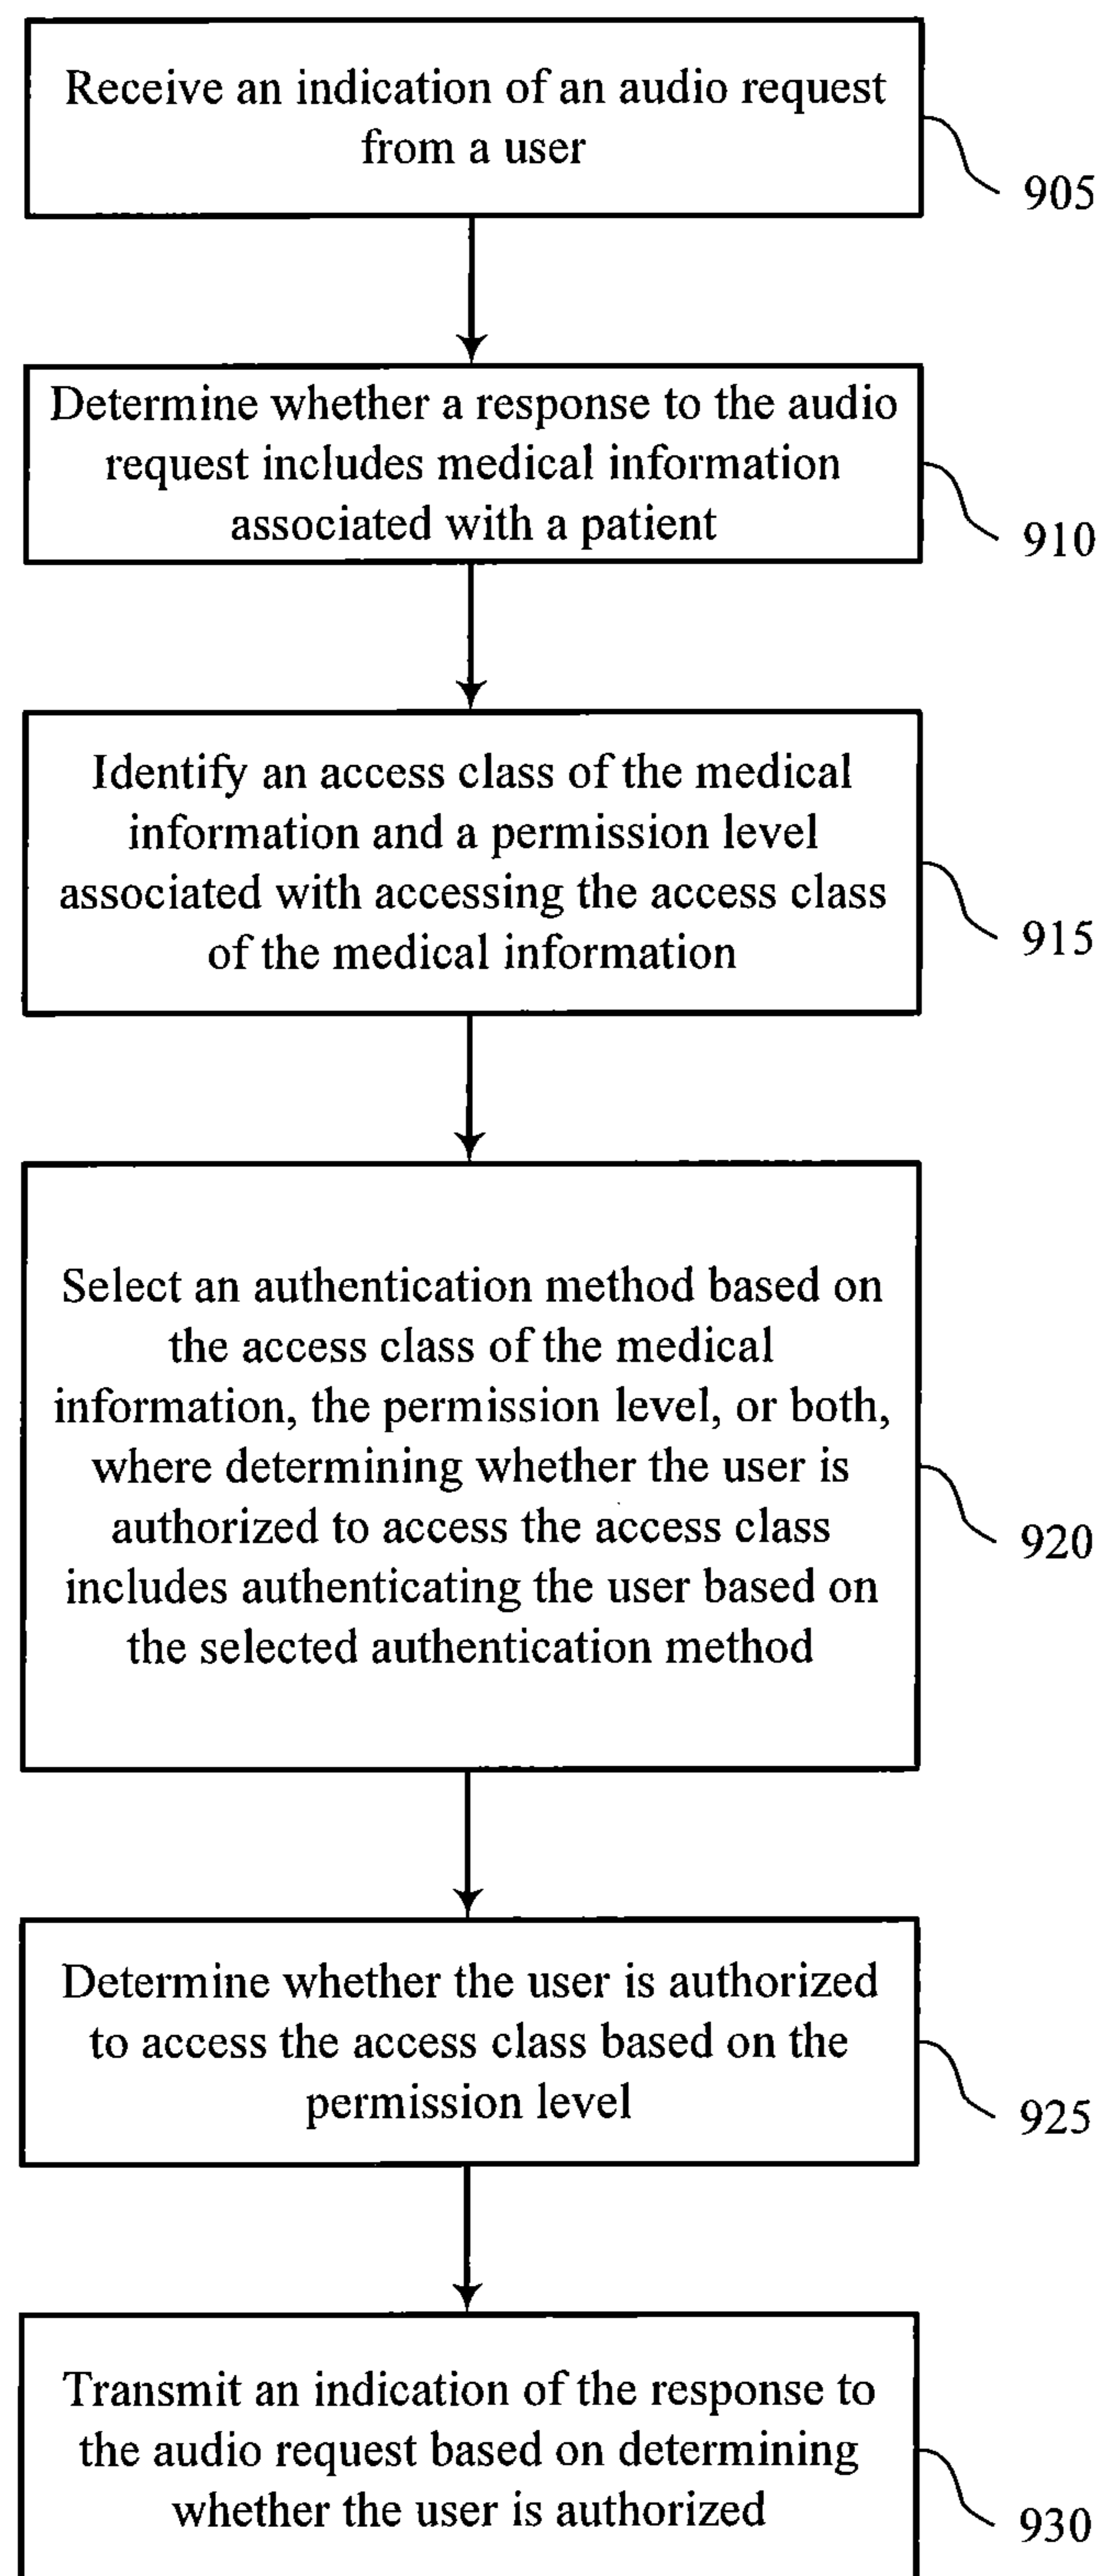 Receive an indication of an audio request
from a user
905
Determine whether a response to the audio
request includes medical information
associated with a patient
910
Identify an access class of the medical
information and a permission level
associated with accessing the access class
of the medical information
915
Select an authentication method based on
the access class of the medical
information, the permission level, or both,
where determining whether the user is
authorized to access the access class
includes authenticating the user based on
the selected authentication method
920
Determine whether the user is authorized
to access the access class based on the
permission level
925
Transmit an indication of the response to
the audio request based on determining
whether the user is authorized
930